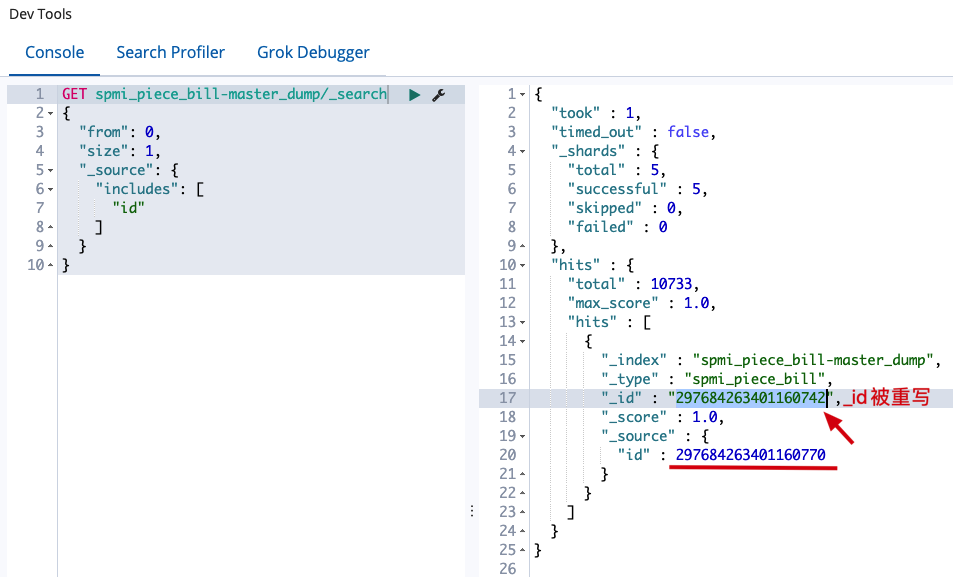 Dev Tools
Console Search Profiler Grok Debugger
1 GET spmi_piece_bill-master_dump/_search
2 {
3 "from": 0,
4 "size": 1,
5 "_source": {
6 "includes": [
7 "id"
8 ]
9 }
10 }
1 {
2 "took" : 1,
3 "timed_out" : false,
4 "_shards" : {
5 "total" : 5,
6 "successful" : 5,
7 "skipped" : 0,
8 "failed" : 0
9 },
10 "hits" : {
11 "total" : 10733,
12 "max_score" : 1.0,
13 "hits" : [
14 {
15 "_index" : "spmi_piece_bill-master_dump",
16 "_type" : "spmi_piece_bill",
17 "_id" : "297684263401160742", _id 被重写
18 "_score" : 1.0,
19 "_source" : {
20 "id" : 297684263401160770
21 }
22 }
23 ]
24 }
25 }
26